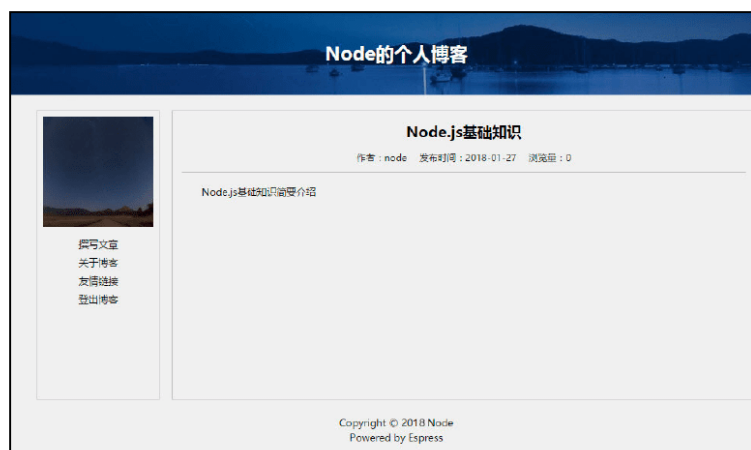 Node的个人博客
Node.js基础知识
作者：node 发布时间：2018-01-27 浏览量：0
Node.js基础知识简要介绍
撰写文章
关于博客
友情链接
登出博客
Copyright © 2018 Node
Powered by Espress